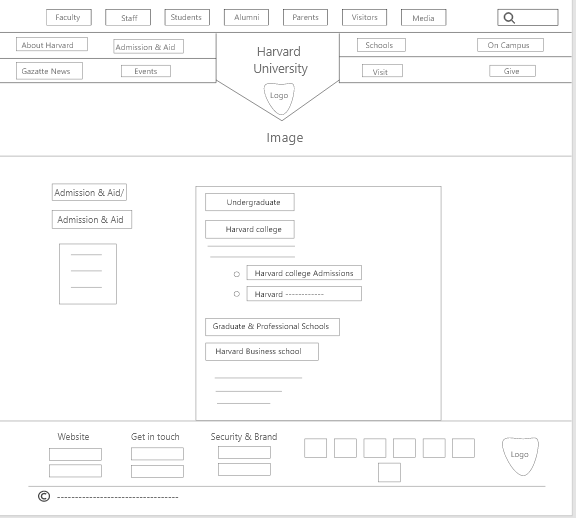 Faculty Staff Students Alumni Parents Visitors Media
About Harvard Admission & Aid Harvard University Schools On Campus
Gazatte News Events Visit Give
Logo
Image
Admission & Aid/
Admission & Aid
Undergraduate
Harvard college
Harvard college Admissions
Harvard ------------
Graduate & Professional Schools
Harvard Business school
Website Get in touch Security & Brand
Logo
© ----------------------------------